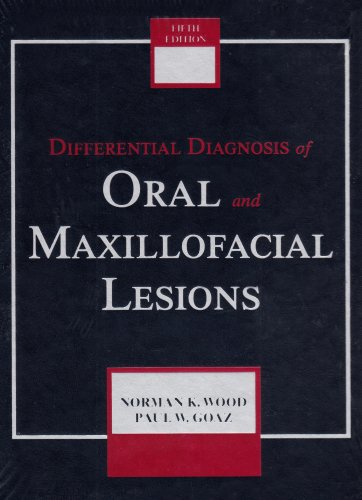 FIFTH
EDITION
DIFFERENTIAL DIAGNOSIS of
ORAL and
MAXILLOFACIAL
LESIONS
NORMAN K. WOOD
PAUL W. GOAZ